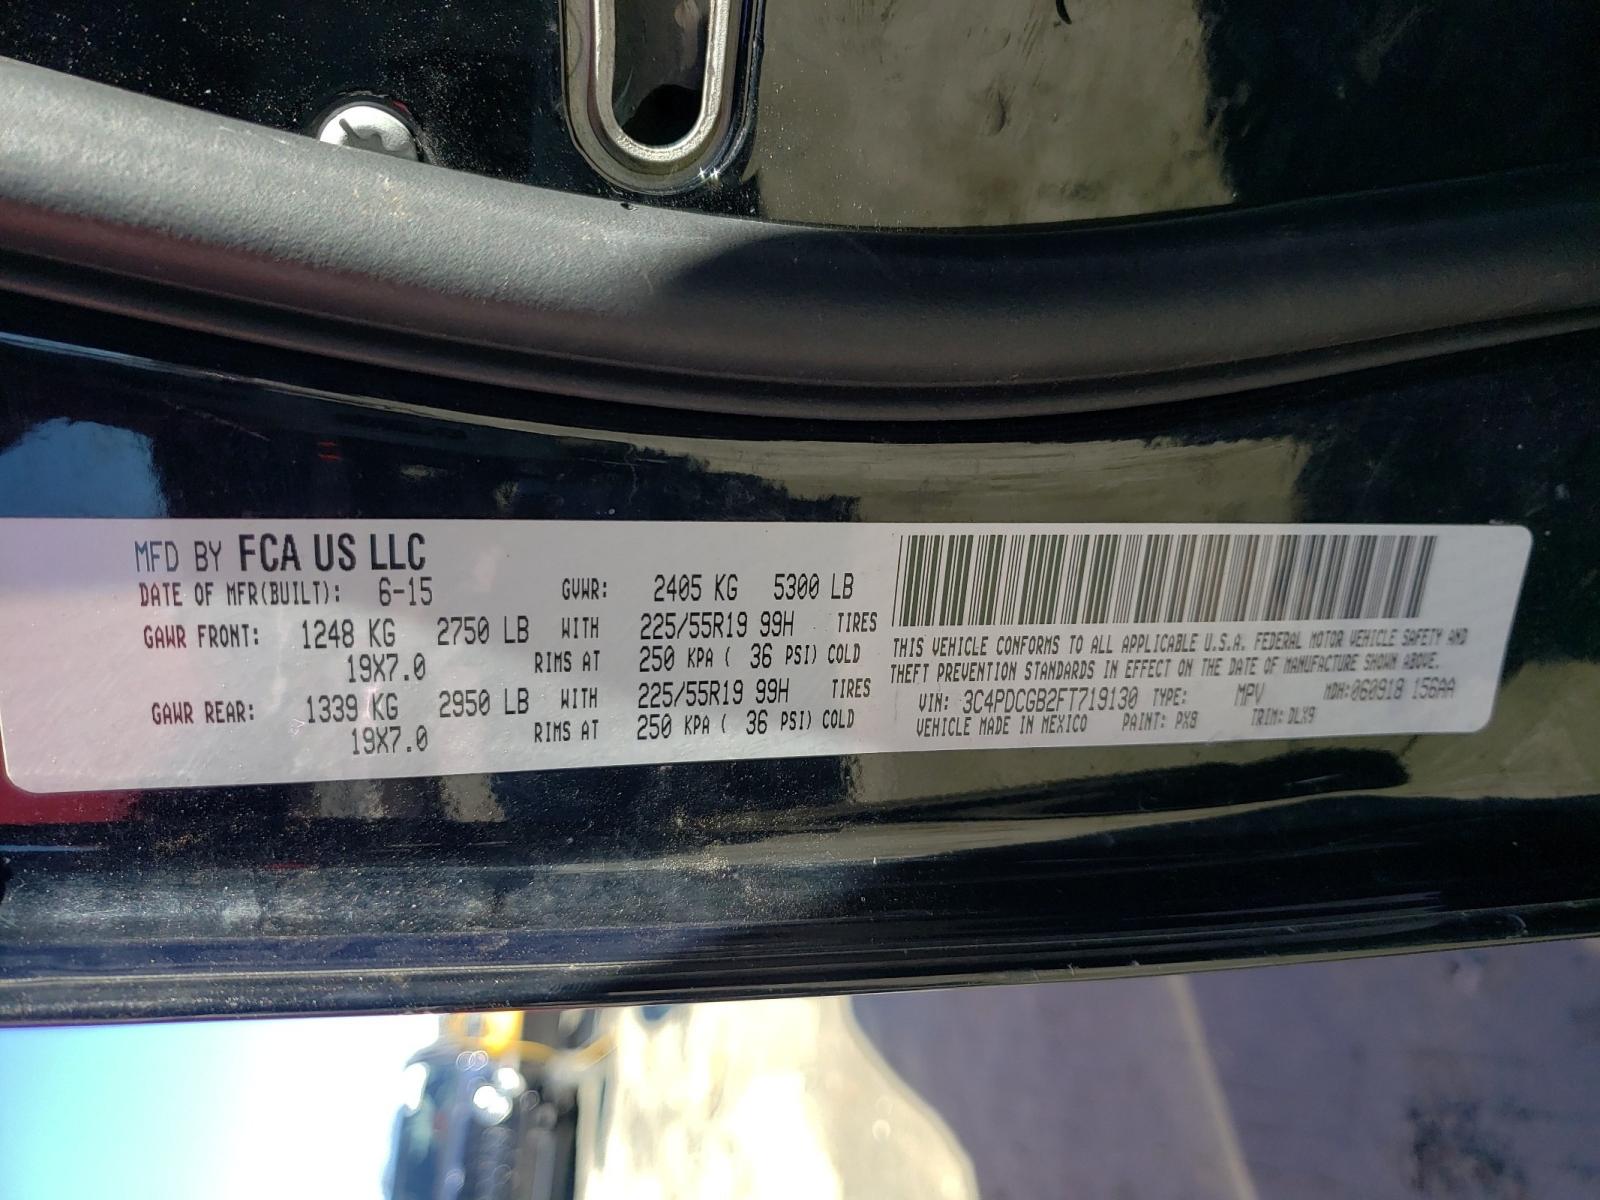 MFD BY FCA US LLC
DATE OF MFR(BUILT): 6-15 GVWR: 2405 KG 5300 LB
GAWR FRONT: 1248 KG 2750 LB WITH 225/55R19 99H TIRES
19X7.0 RIMS AT 250 KPA ( 36 PSI) COLD
GAWR REAR: 1339 KG 2950 LB WITH 225/55R19 99H TIRES
19X7.0 RIMS AT 250 KPA ( 36 PSI) COLD
THIS VEHICLE CONFORMS TO ALL APPLICABLE U.S.A. FEDERAL MOTOR VEHICLE SAFETY AND
THEFT PREVENTION STANDARDS IN EFFECT ON THE DATE OF MANUFACTURE SHOWN ABOVE.
VIN: 3C4PDCGB2FT719130 TYPE: MPV MDH:060918 156AA
VEHICLE MADE IN MEXICO PAINT: PX8 TRIM: DLX9